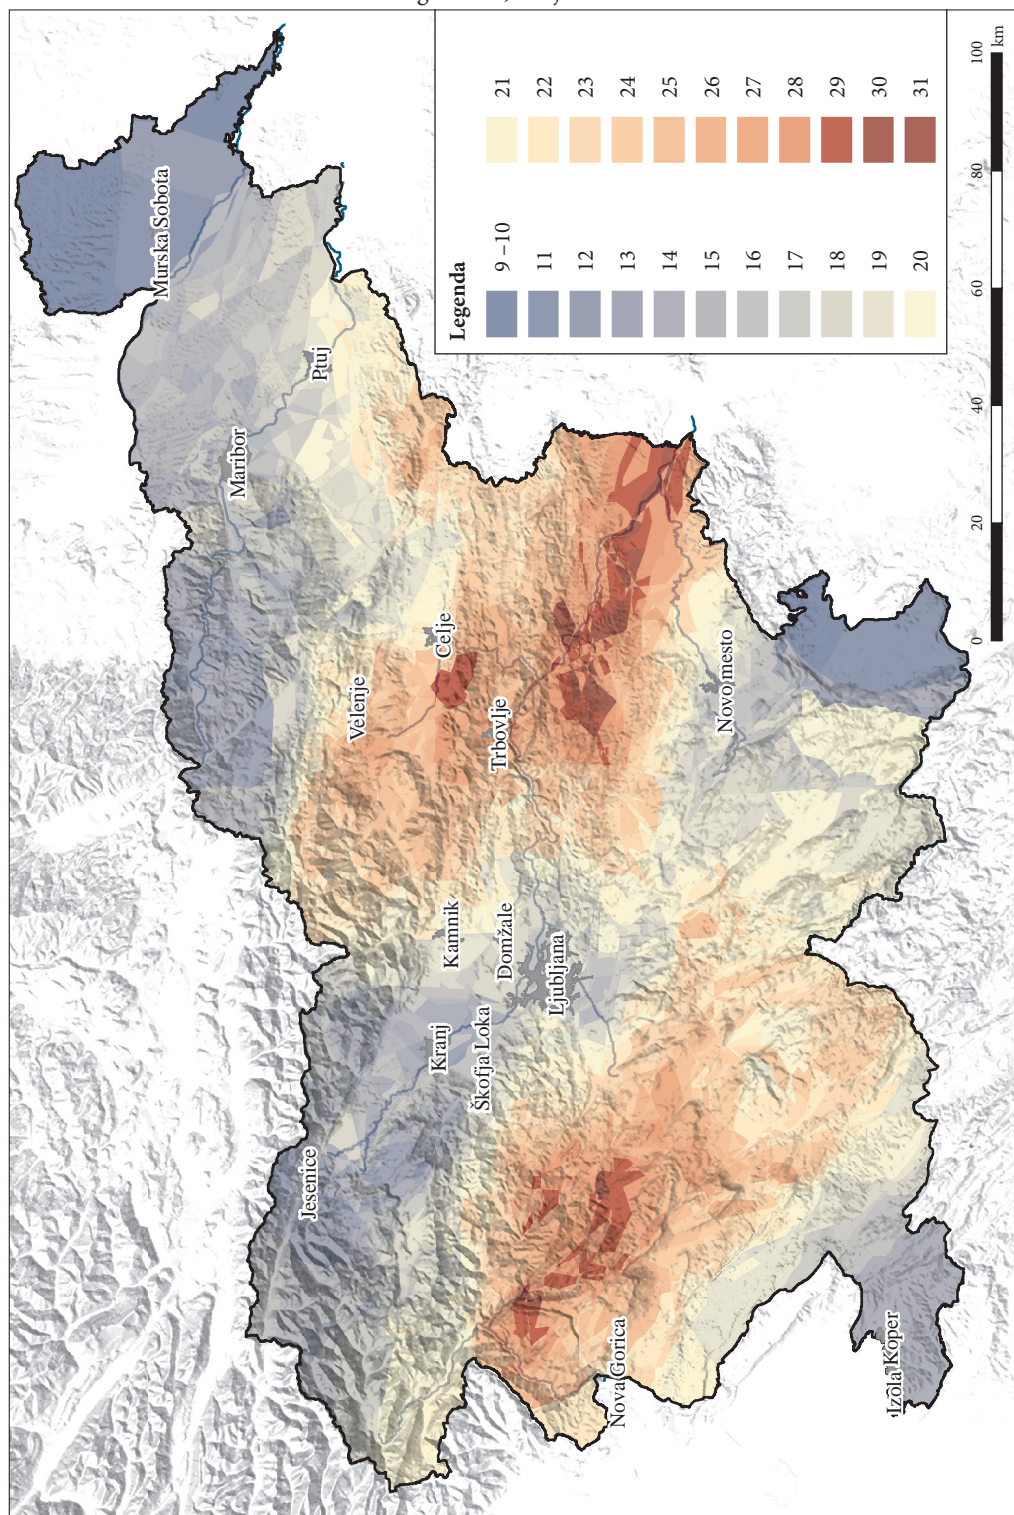 Murska Sobota
Maribor
Ptuj
Velenje
Celje
Trbovlje
Novo mesto
Kamnik
Domžale
Ljubljana
Kranj
Škofja Loka
Jesenice
Nova Gorica
Koper
Izola
Legenda
9–10
11
12
13
14
15
16
17
18
19
20
21
22
23
24
25
26
27
28
29
30
31
0 20 40 60 80 100
km